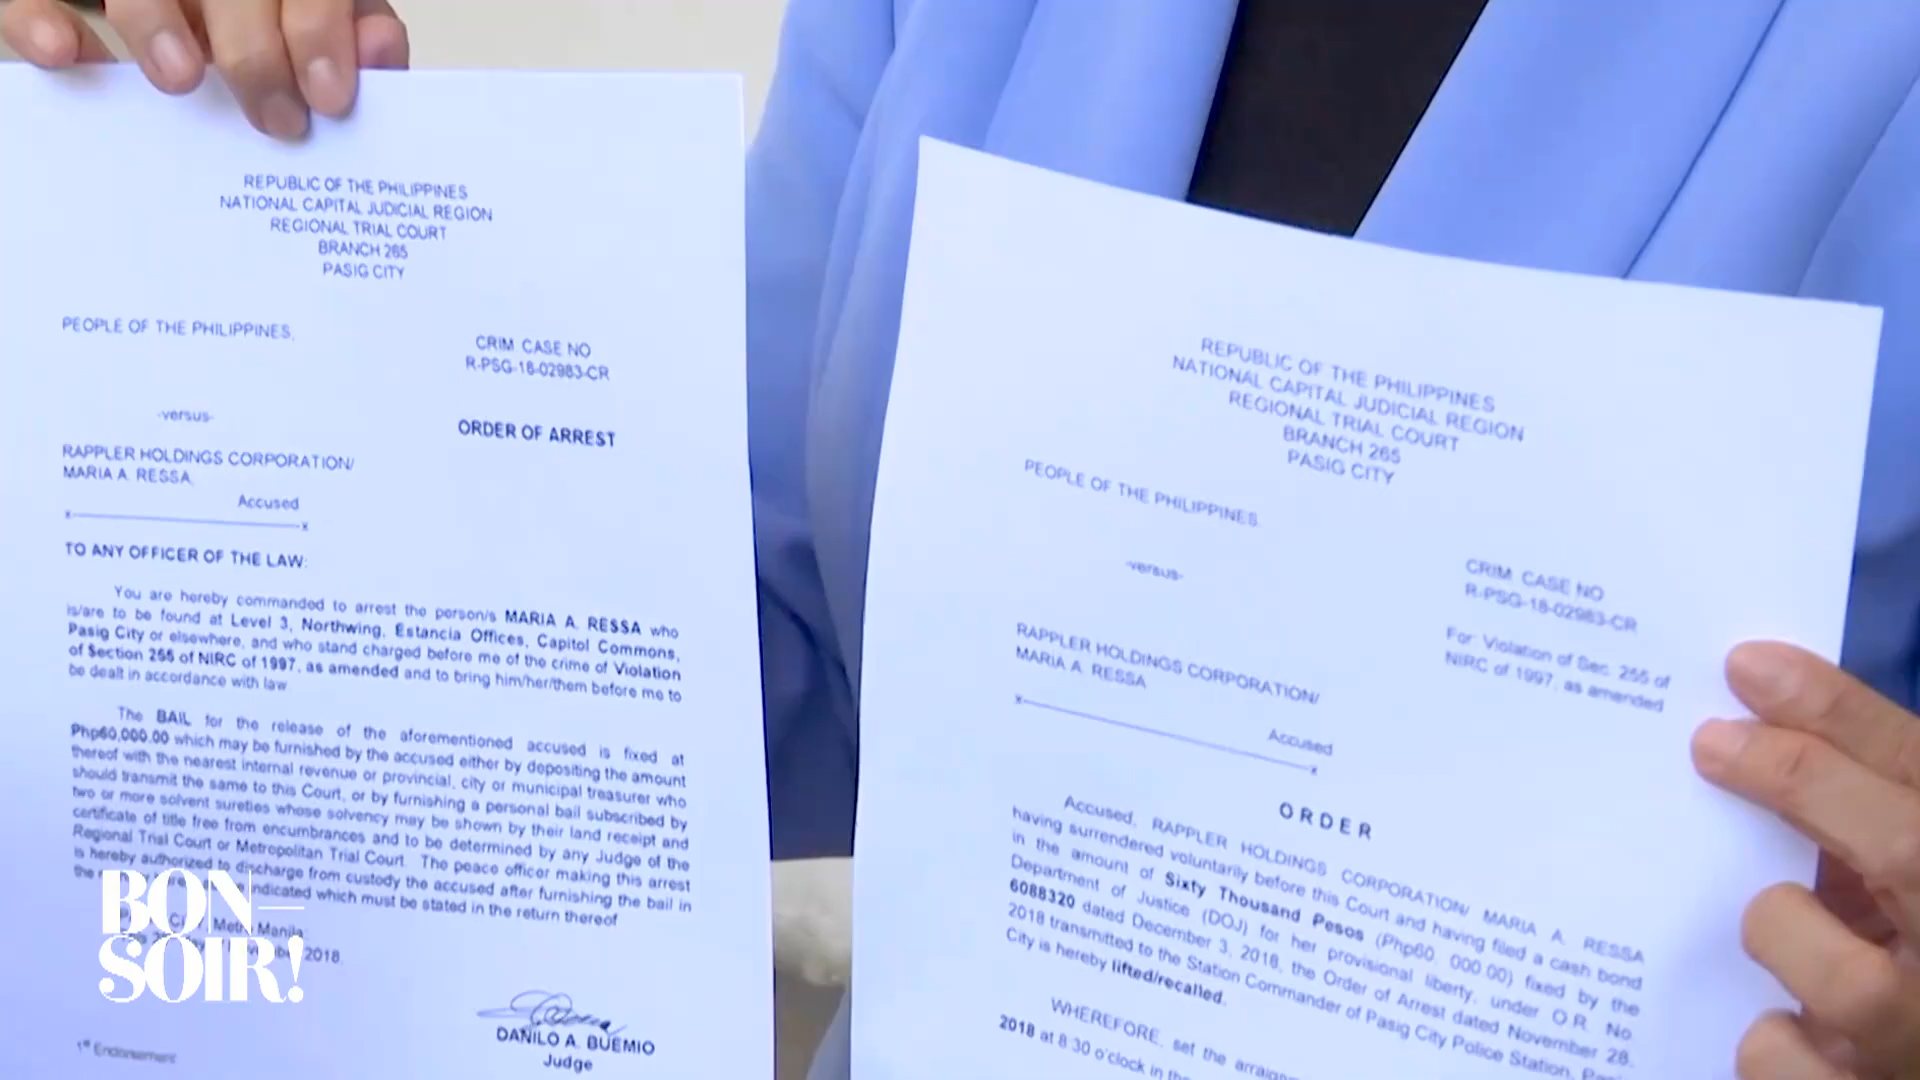 REPUBLIC OF THE PHILIPPINES
NATIONAL CAPITAL JUDICIAL REGION
REGIONAL TRIAL COURT
BRANCH 265
PASIG CITY
PEOPLE OF THE PHILIPPINES,
CRIM CASE NO
R-PSG-18-02983-CR
-versus-
ORDER OF ARREST
RAPPLER HOLDINGS CORPORATION/
MARIA A. RESSA,
Accused
x------------------------------x
TO ANY OFFICER OF THE LAW:
You are hereby commanded to arrest the person/s MARIA A. RESSA who
is/are to be found at Level 3, Northwing, Estancia Offices, Capitol Commons,
Pasig City or elsewhere, and who stand charged before me of the crime of Violation
of Section 255 of NIRC of 1997, as amended and to bring him/her/them before me to
be dealt in accordance with law
The BAIL for the release of the aforementioned accused is fixed at
Php60,000.00 which may be furnished by the accused either by depositing the amount
thereof with the nearest internal revenue or provincial, city or municipal treasurer who
should transmit the same to this Court, or by furnishing a personal bail subscribed by
two or more solvent sureties whose solvency may be shown by their land receipt and
certificate of title free from encumbrances and to be determined by any Judge of the
Regional Trial Court or Metropolitan Trial Court. The peace officer making this arrest
is hereby authorized to discharge from custody the accused after furnishing the bail in
the indicated which must be stated in the return thereof
Metro Manila
2018.
DANILO A. BUEMIO
Judge
1st Endorsement
BON-
SOIR!
REPUBLIC OF THE PHILIPPINES
NATIONAL CAPITAL JUDICIAL REGION
REGIONAL TRIAL COURT
BRANCH 265
PASIG CITY
PEOPLE OF THE PHILIPPINES,
-versus-
CRIM CASE NO
R-PSG-18-02983-CR
For: Violation of Sec. 255 of
NIRC of 1997, as amended
RAPPLER HOLDINGS CORPORATION/
MARIA A. RESSA
Accused
x------------------------------x
ORDER
Accused, RAPPLER HOLDINGS CORPORATION/ MARIA A. RESSA
having surrendered voluntarily before this Court and having filed a cash bond
in the amount of Sixty Thousand Pesos (Php60, 000.00) fixed by the
Department of Justice (DOJ) for her provisional liberty, under O.R. No
6088320 dated December 3, 2018, the Order of Arrest dated November 28,
2018 transmitted to the Station Commander of Pasig City Police Station, Pasig
City is hereby lifted/recalled.
WHEREFORE, set the
2018 at 8:30 o'clock in the